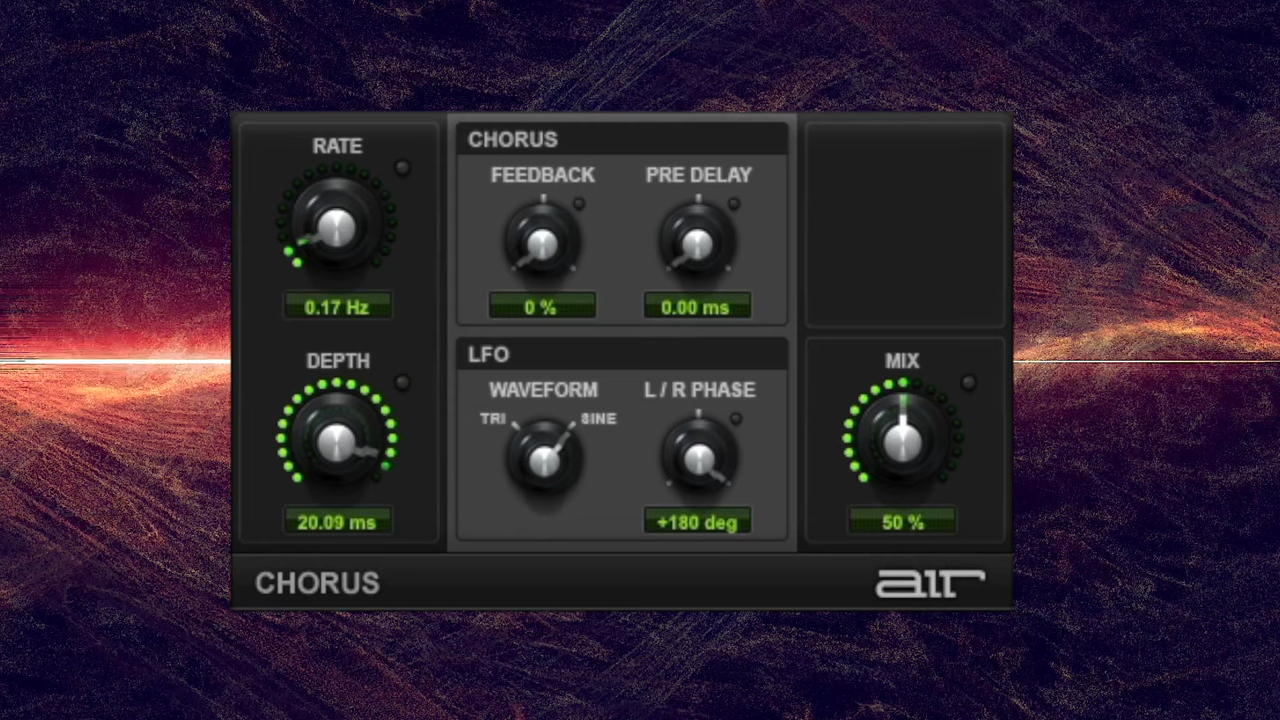 RATE
0.17 Hz
DEPTH
20.09 ms
CHORUS
FEEDBACK PRE DELAY
0 % 0.00 ms
LFO
WAVEFORM L / R PHASE
TRI SINE
+180 deg
MIX
50 %
CHORUS
air